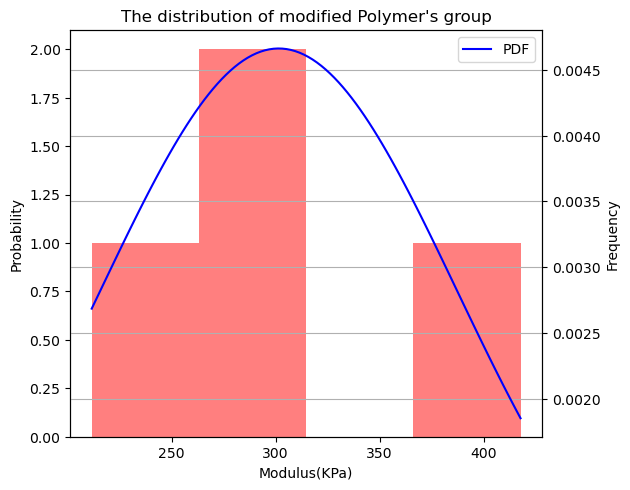 The distribution of modified Polymer's group
PDF
Probability
2.00
1.75
1.50
1.25
1.00
0.75
0.50
0.25
0.00
0.0045
0.0040
0.0035
0.0030
0.0025
0.0020
Frequency
250 300 350 400
Modulus(KPa)